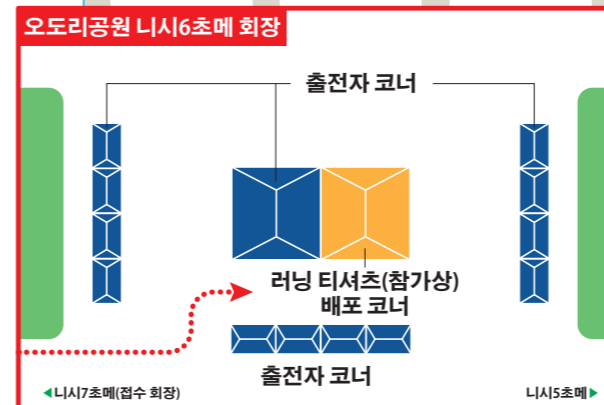 오도리공원 니시6초메 회장
출전자 코너
러닝 티셔츠(참가상)
배포 코너
출전자 코너
◀니시7초메(접수 회장)
니시5초메▶